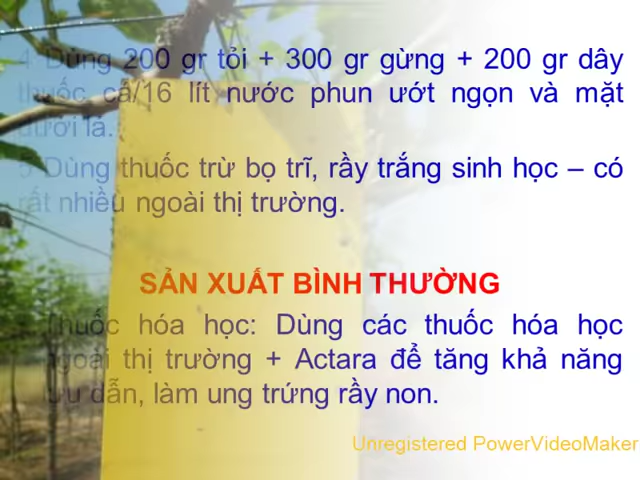 4 Dùng 200 gr tỏi + 300 gr gừng + 200 gr dây
thuốc cá/16 lít nước phun ướt ngọn và mặt
dưới lá.
5 Dùng thuốc trừ bọ trĩ, rầy trắng sinh học – có
rất nhiều ngoài thị trường.
SẢN XUẤT BÌNH THƯỜNG
Thuốc hóa học: Dùng các thuốc hóa học
ngoài thị trường + Actara để tăng khả năng
lưu dẫn, làm ung trứng rầy non.
Unregistered PowerVideoMaker